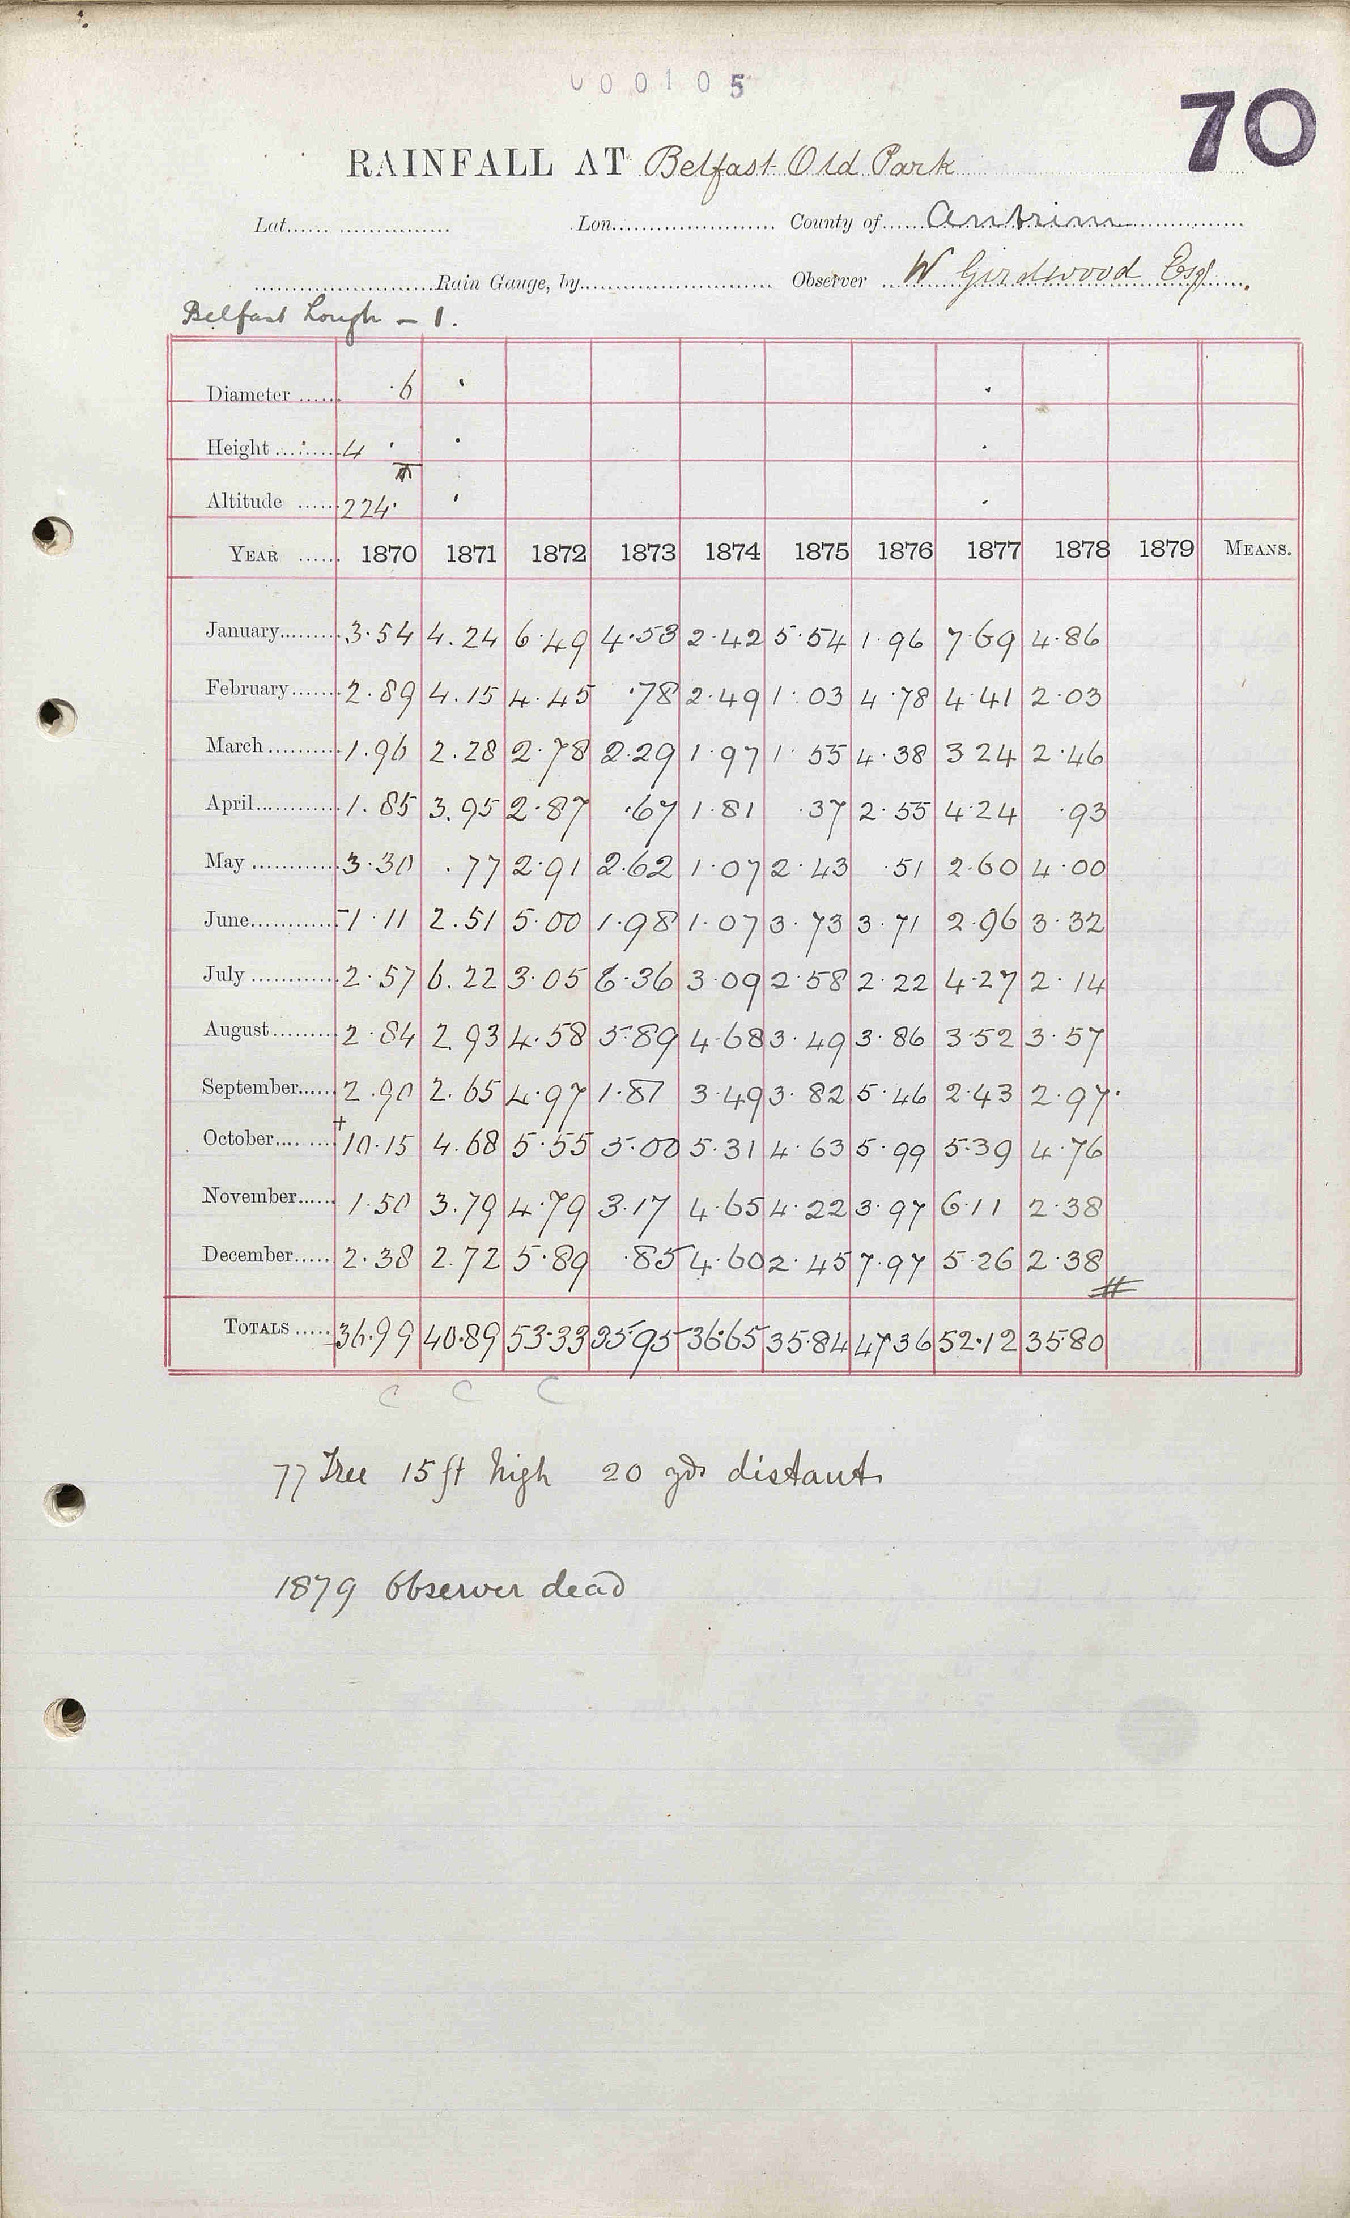 000105
70
RAINFALL AT Belfast Old Park
Lat. Lon. County of Antrim
Rain Gauge, by Observer W Girdwood Esqr.
Belfast Lough – 1.
Diameter ·6
Height 4
Altitude 224
YEAR 1870 1871 1872 1873 1874 1875 1876 1877 1878 1879 MEANS.
January 3·54 4.24 6·49 4·53 2·42 5·54 1·96 7·69 4·86
February 2·89 4.15 4·45 ·78 2·49 1·03 4·78 4·41 2·03
March 1.96 2.28 2·78 2·29 1·97 1·55 4·38 3 24 2·46
April 1.85 3.95 2·87 ·67 1·81 ·37 2·55 4·24 ·93
May 3·30 .77 2·91 2·62 1·07 2·43 ·51 2·60 4·00
June 1·11 2.51 5·00 1·98 1·07 3·73 3·71 2·96 3·32
July 2·57 6.22 3·05 6·36 3 09 2·58 2·22 4·27 2·14
August 2·84 2.93 4·58 5·89 4·68 3·49 3·86 3 52 3·57
September 2.90 2.65 4·97 1·81 3·49 3·82 5·46 2·43 2·97·
October 10·15 4.68 5·55 5·00 5·31 4·63 5·99 5·39 4·76
November 1·50 3.79 4·79 3·17 4·65 4·22 3·97 6·11 2·38
December 2·38 2.72 5·89 ·85 4·60 2·45 7·97 5·26 2·38
TOTALS 36·99 40·89 53·33 35·95 36·65 35·84 47·36 52·12 35 80
C C C
77 Tree 15 ft high 20 yds distant
1879 Observer dead